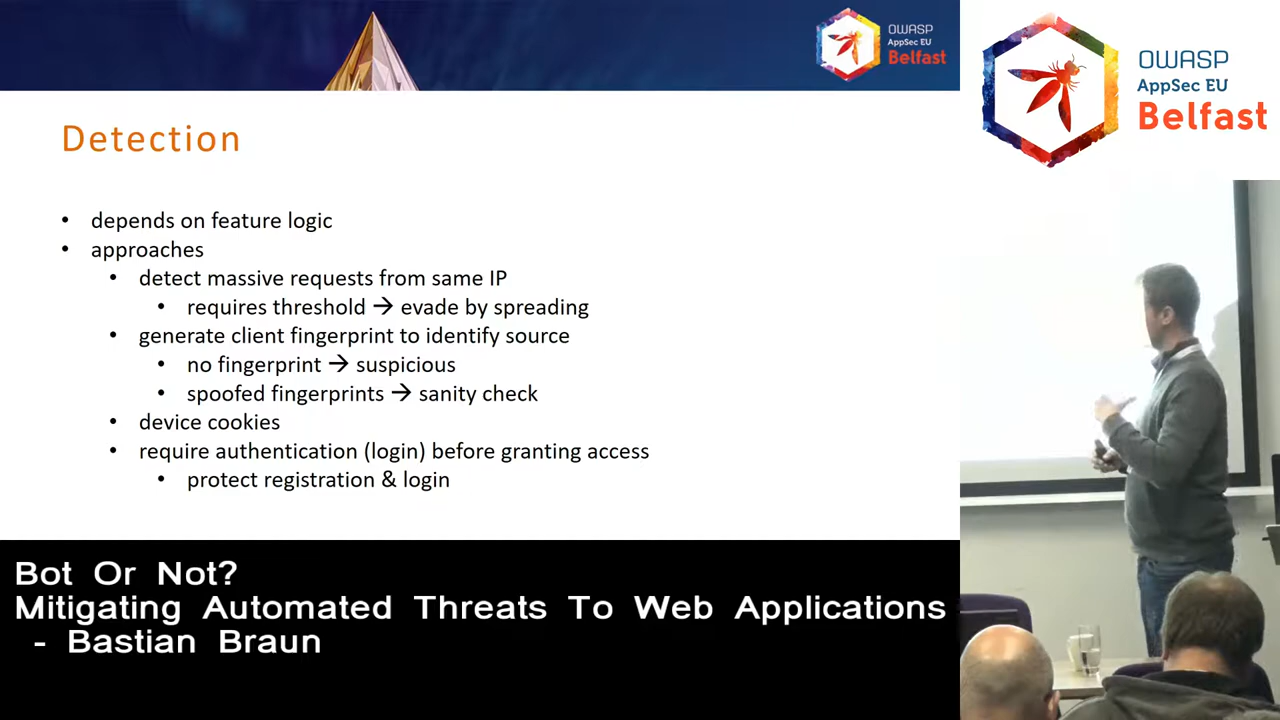 OWASP
AppSec EU
Belfast
OWASP
AppSec EU
Belfast
Detection
• depends on feature logic
• approaches
• detect massive requests from same IP
• requires threshold → evade by spreading
• generate client fingerprint to identify source
• no fingerprint → suspicious
• spoofed fingerprints → sanity check
• device cookies
• require authentication (login) before granting access
• protect registration & login
Bot Or Not?
Mitigating Automated Threats To Web Applications
- Bastian Braun